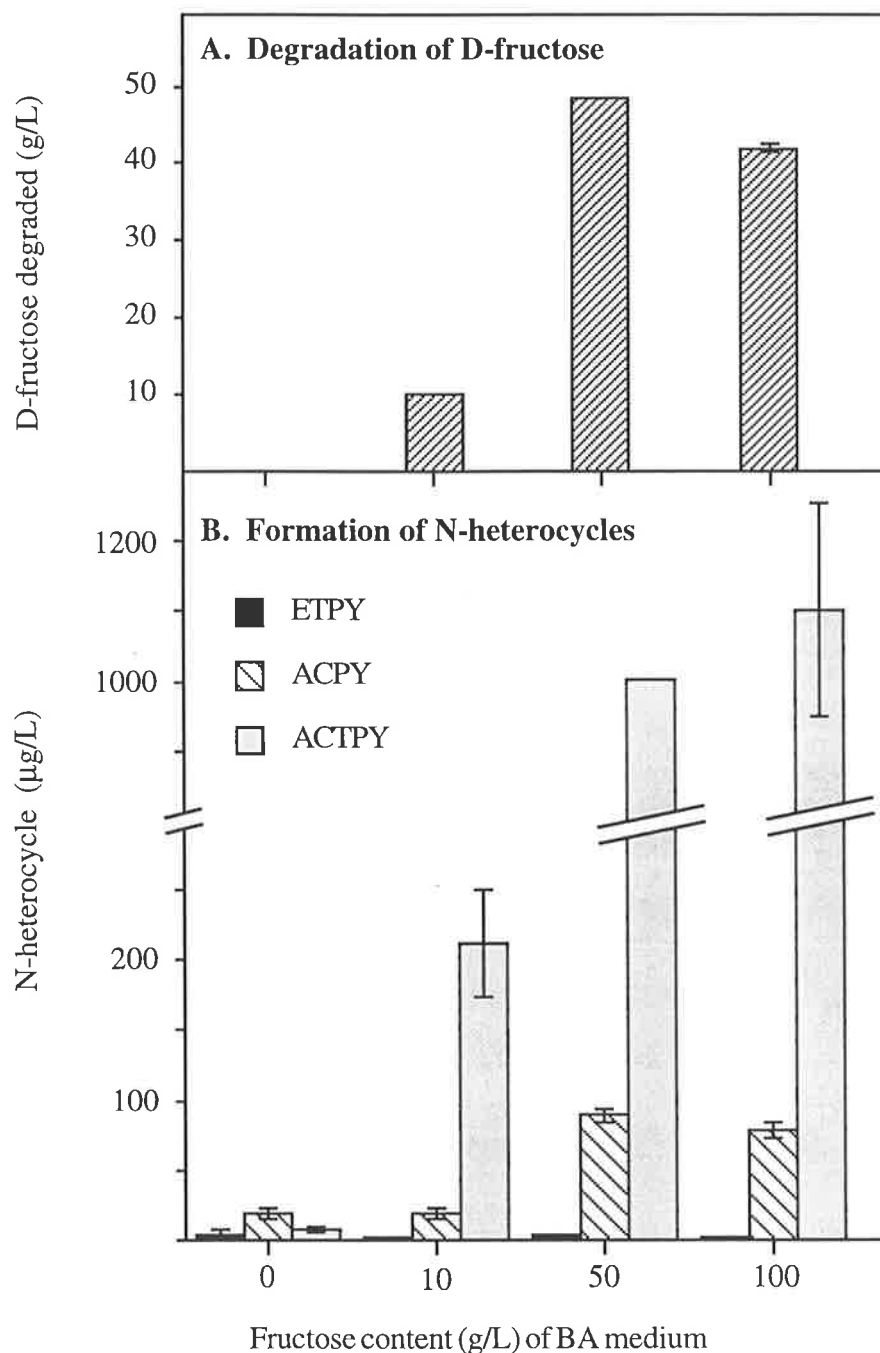 A. Degradation of D-fructose
D-fructose degraded (g/L)
50
40
30
20
10
B. Formation of N-heterocycles
N-heterocycle (µg/L)
1200
1000
200
100
ETPY
ACPY
ACTPY
0 10 50 100
Fructose content (g/L) of BA medium